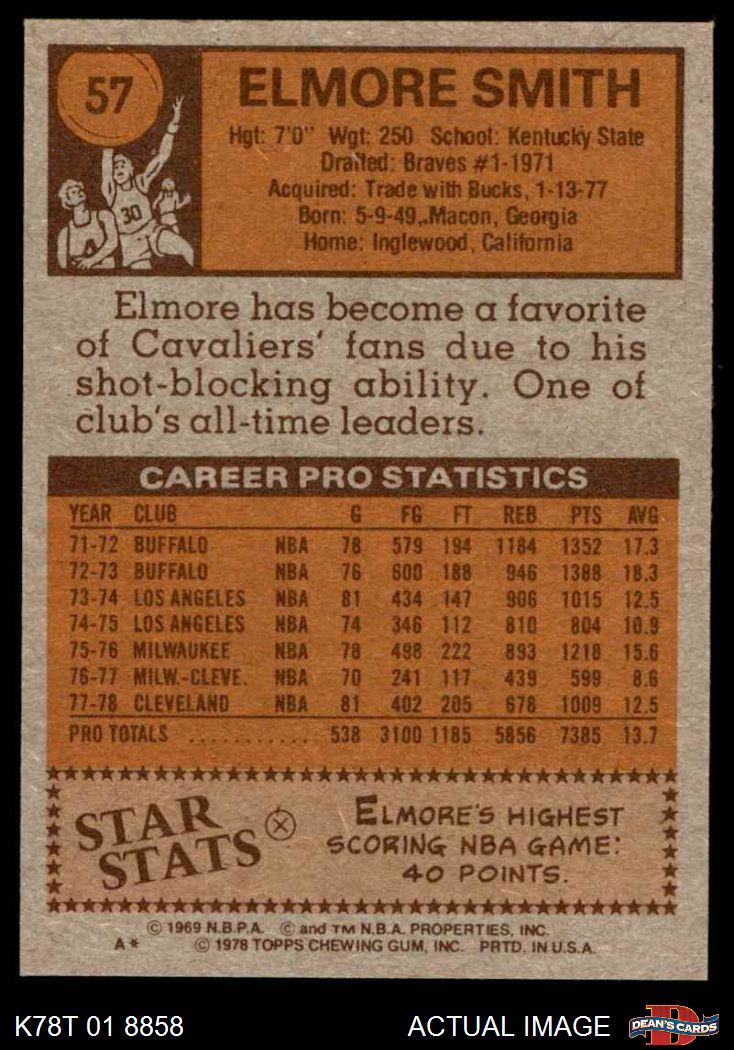 57
30
ELMORE SMITH
Hgt: 7'0" Wgt: 250 School: Kentucky State
Drafted: Braves #1-1971
Acquired: Trade with Bucks, 1-13-77
Born: 5-9-49, Macon, Georgia
Home: Inglewood, California
Elmore has become a favorite
of Cavaliers' fans due to his
shot-blocking ability. One of
club's all-time leaders.
CAREER PRO STATISTICS
YEAR CLUB G FG FT REB PTS AVG
71-72 BUFFALO NBA 78 579 194 1184 1352 17.3
72-73 BUFFALO NBA 76 600 188 946 1388 18.3
73-74 LOS ANGELES NBA 81 434 147 906 1015 12.5
74-75 LOS ANGELES NBA 74 346 112 810 804 10.9
75-76 MILWAUKEE NBA 78 498 222 893 1218 15.6
76-77 MILW.-CLEVE. NBA 70 241 117 439 599 8.6
77-78 CLEVELAND NBA 81 402 205 678 1009 12.5
PRO TOTALS ............ 538 3100 1185 5856 7385 13.7
STAR
STATS
ELMORE'S HIGHEST
SCORING NBA GAME:
40 POINTS.
© 1969 N.B.P.A. © and TM N.B.A. PROPERTIES, INC.
A* © 1978 TOPPS CHEWING GUM, INC. PRTD. IN U.S.A.
K78T 01 8858 ACTUAL IMAGE
D
DEAN'S CARDS